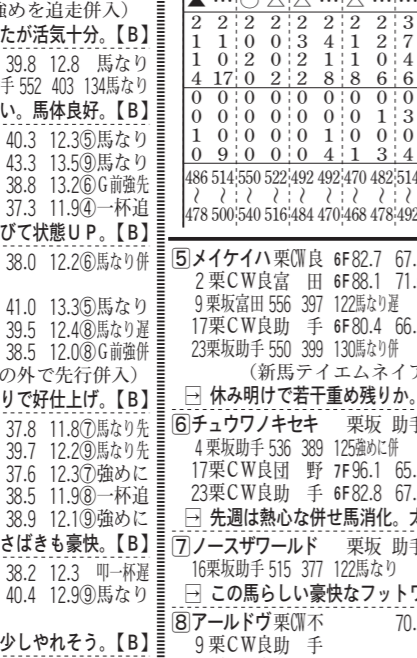 強めを追走併入）
たが活気十分。【B】
39.8 12.8 馬なり
手 552 403 134馬なり
い。馬体良好。【B】
40.3 12.3⑤馬なり
43.3 13.5⑨馬なり
38.8 13.2⑥G前強先
37.3 11.9④一杯追
びて状態ＵＰ。【B】
38.0 12.2⑥馬なり併
41.0 13.3⑤馬なり
39.5 12.4⑧馬なり遅
38.5 12.0⑧G前強併
の外で先行併入）
りで好仕上げ。【B】
37.8 11.8⑦馬なり先
39.7 12.2⑨馬なり先
37.6 12.3⑦強めに
38.5 11.9⑧一杯追
38.9 12.1⑨強めに
さばきも豪快。【B】
38.2 12.3 叩一杯遅
40.4 12.9⑨馬なり
少しやれそう。【B】
▲ … ○ △ △ … △ … …
2 2 2 2 2 2 2 2 3
1 1 0 0 3 4 1 2 7
1 0 2 0 2 1 1 0 4
4 17 0 2 2 8 8 6 6
0 0 0 0 0 0 0 0 0
0 0 0 0 0 0 0 1 3
1 0 0 0 0 1 0 0 0
0 9 0 0 0 4 1 3 4
486 514 550 522 492 492 470 482 514
〜 〜 〜 〜 〜 〜 〜 〜 〜
478 500 540 516 484 470 468 478 492
5メイケイハ 栗CW良 6F82.7 67.
2栗CW良富 田 6F88.1 71.
9栗坂富田 556 397 122馬なり遅
17栗CW良助 手 6F80.4 66.
23栗坂助手 550 399 130馬なり併
（新馬テイエムネイフ
→ 休み明けで若干重め残りか。
6チュウワノキセキ 栗坂 助手
4栗坂助手 536 389 125強めに併
17栗CW良団 野 7F96.1 65.
23栗CW良助 手 6F82.8 67.
→ 先週は熱心な併せ馬消化。
7ノースザワールド 栗坂 助手
16栗坂助手 515 377 122馬なり
→ この馬らしい豪快なフットワ
8アールドヴ 栗CW不 70.
9栗CW良助 手